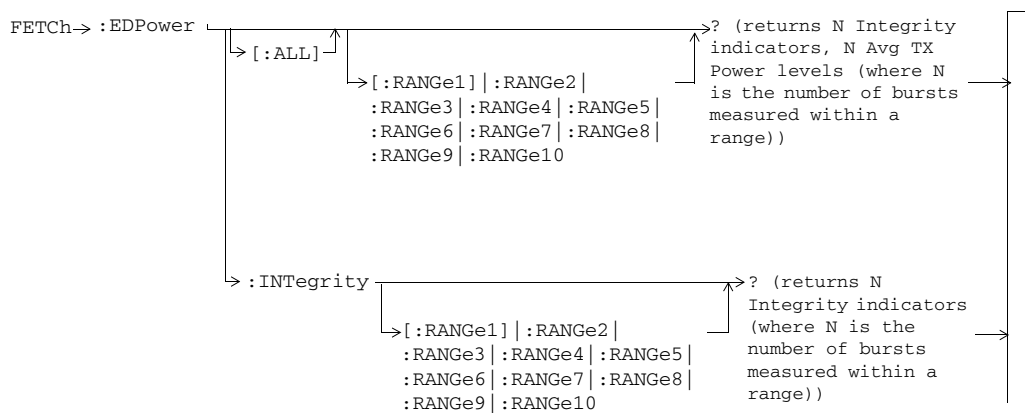 FETCh :EDPower
[:ALL]
[:RANGe1]|:RANGe2|
:RANGe3|:RANGe4|:RANGe5|
:RANGe6|:RANGe7|:RANGe8|
:RANGe9|:RANGe10
? (returns N Integrity
indicators, N Avg TX
Power levels (where N
is the number of bursts
measured within a
range))
:INTegrity
[:RANGe1]|:RANGe2|
:RANGe3|:RANGe4|:RANGe5|
:RANGe6|:RANGe7|:RANGe8|
:RANGe9|:RANGe10
? (returns N
Integrity indicators
(where N is the
number of bursts
measured within a
range))